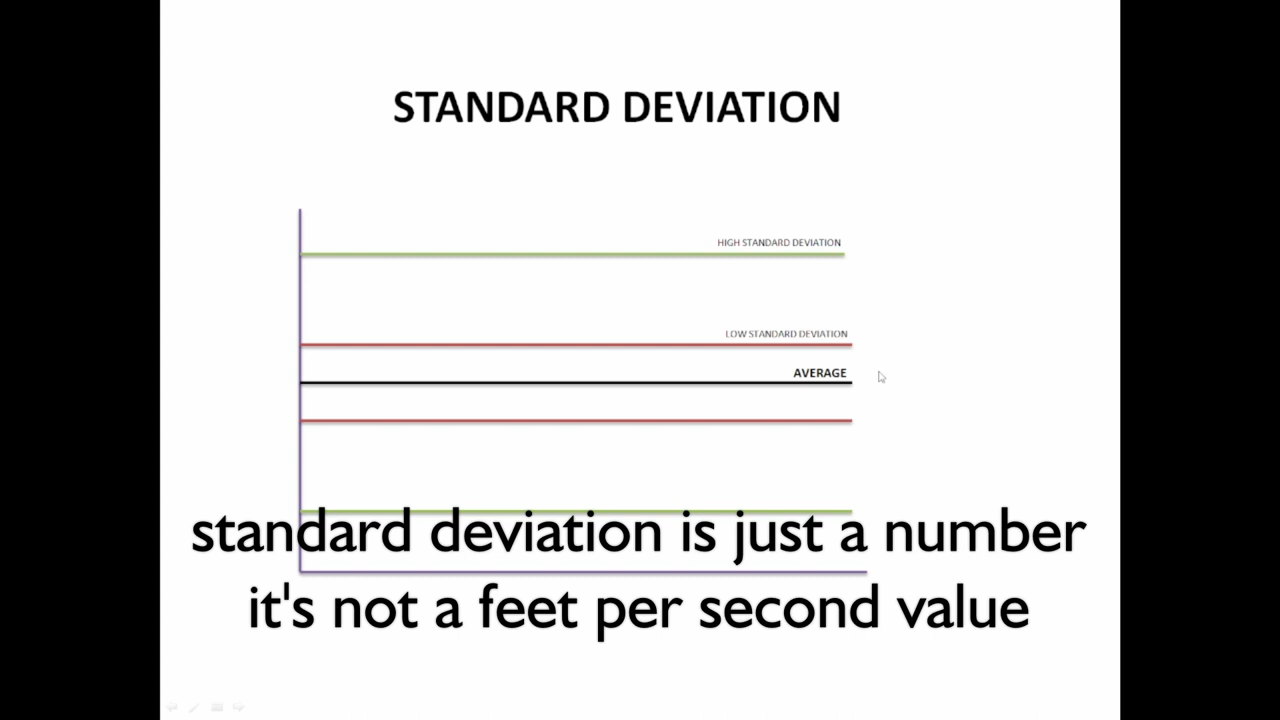 STANDARD DEVIATION
HIGH STANDARD DEVIATION
LOW STANDARD DEVIATION
AVERAGE
standard deviation is just a number
it's not a feet per second value